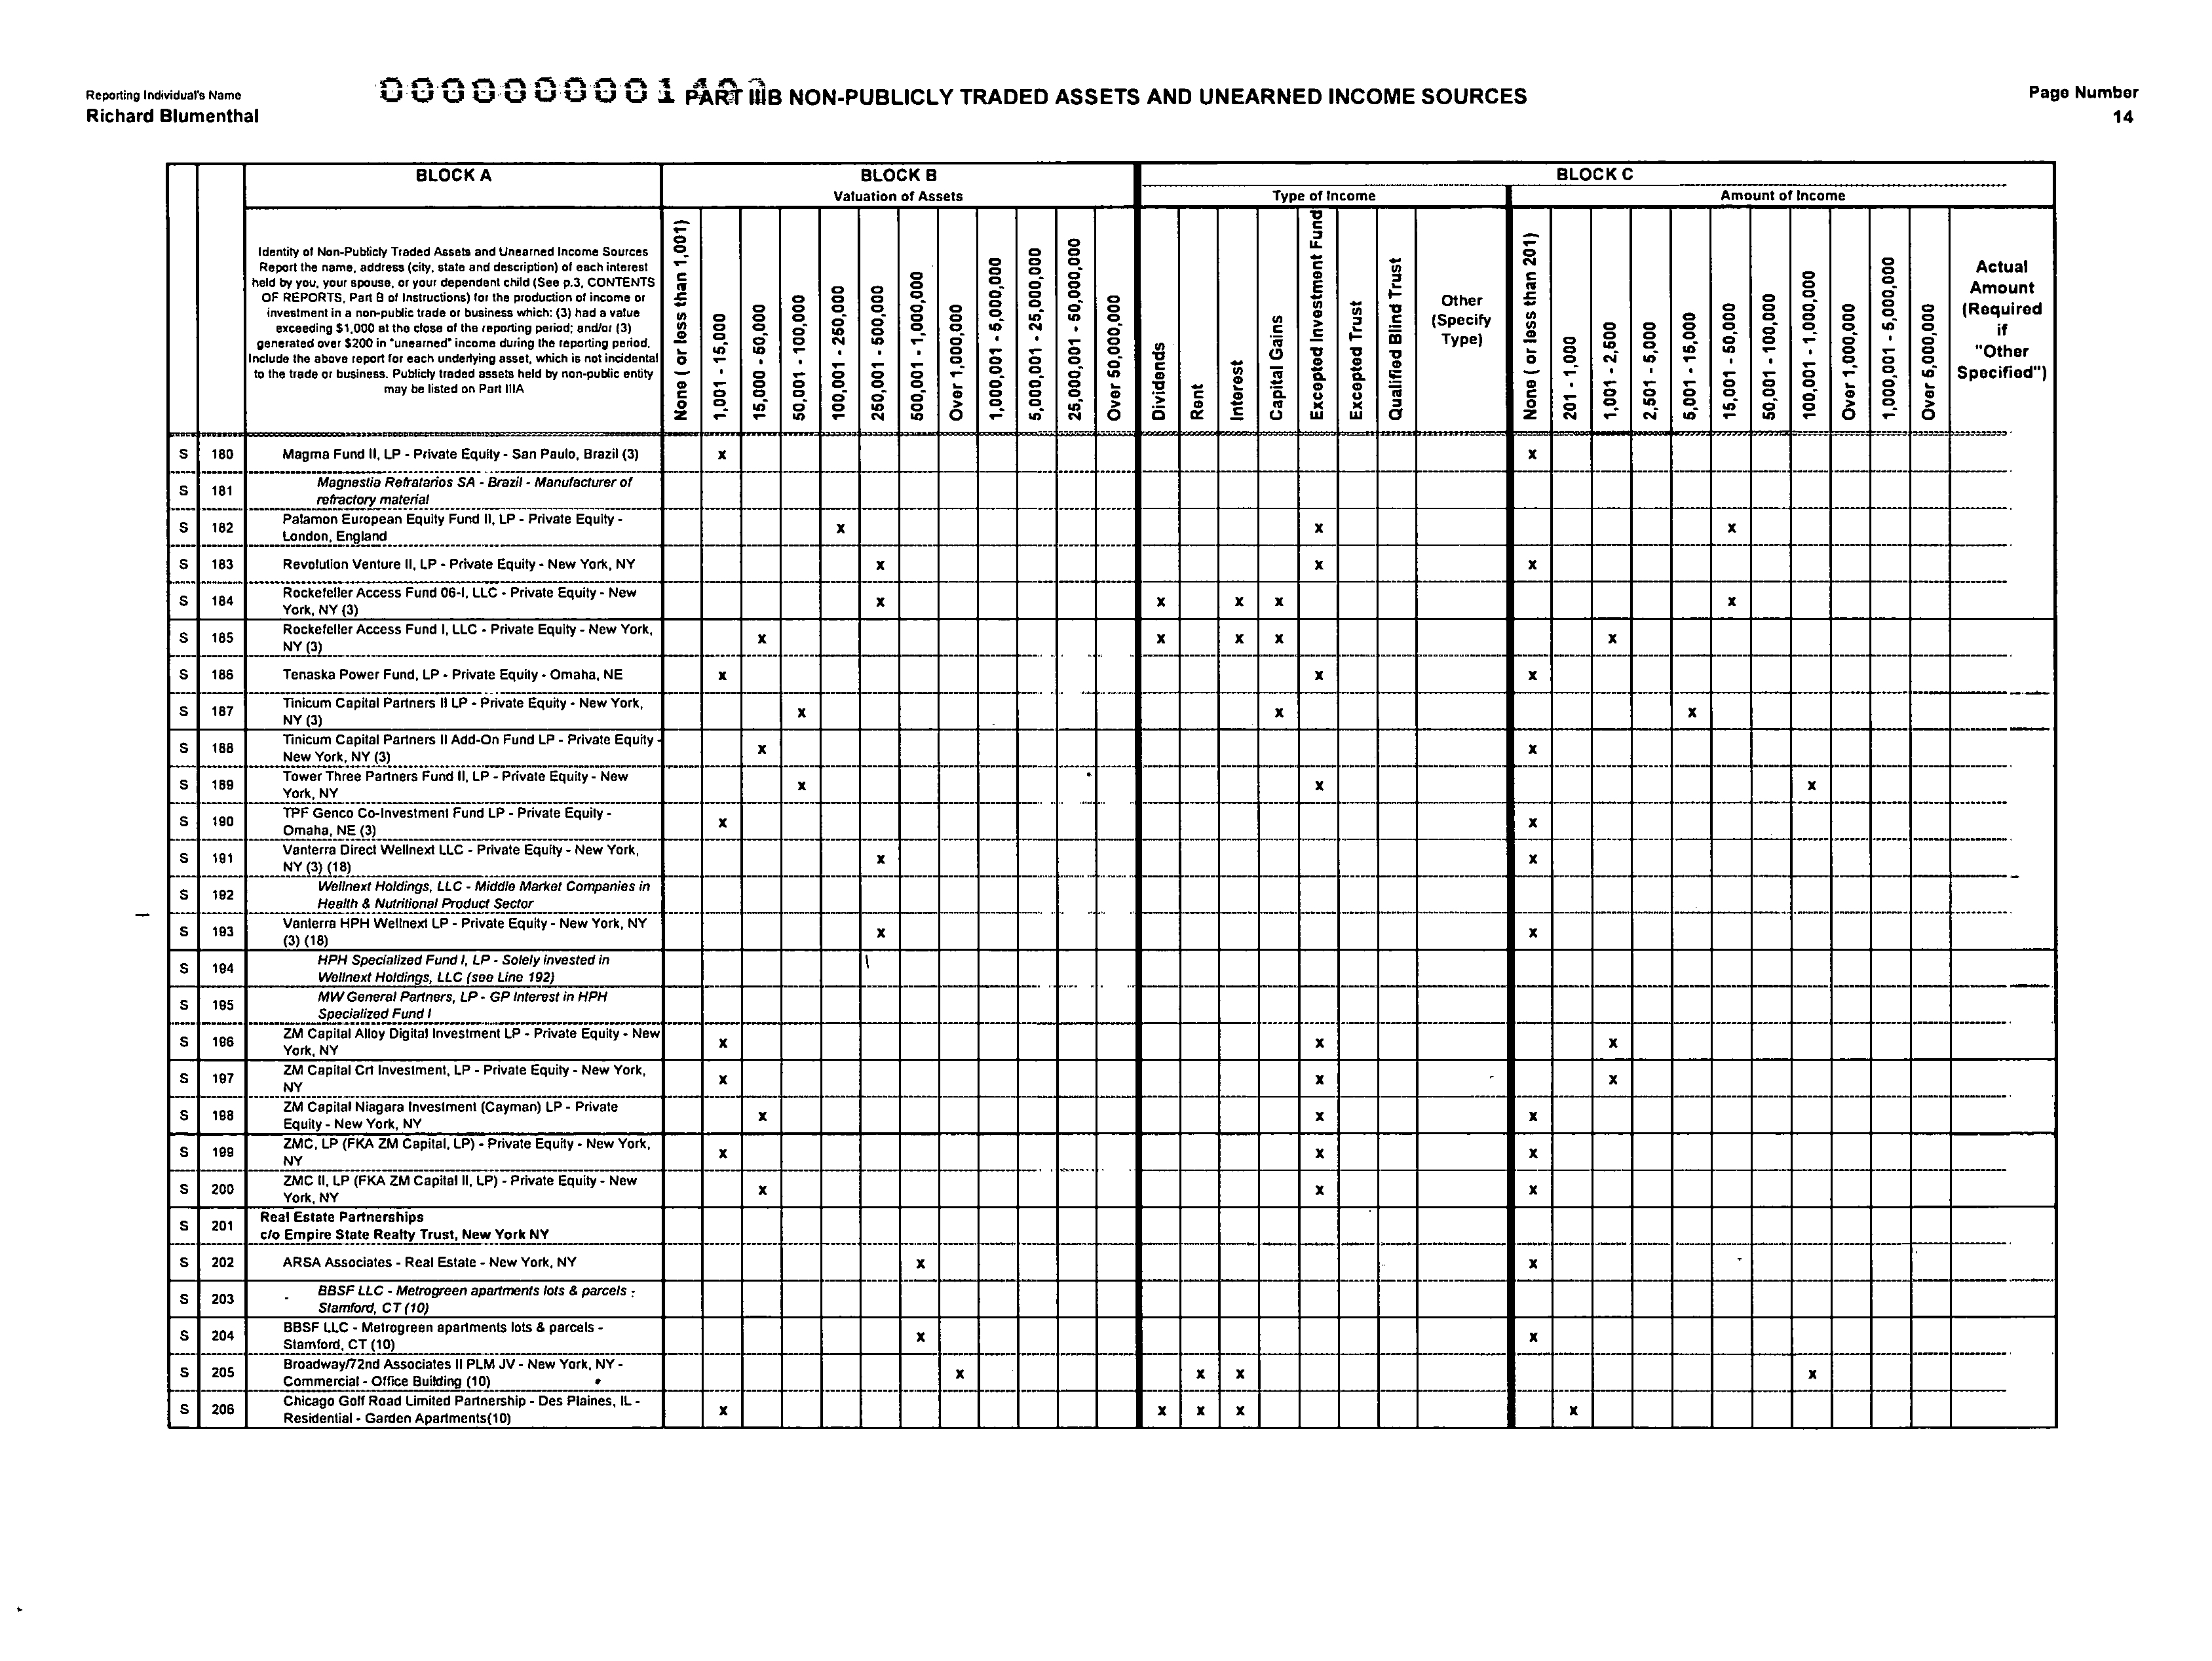 Reporting Individual's Name
Richard Blumenthal
PART IIIB NON-PUBLICLY TRADED ASSETS AND UNEARNED INCOME SOURCES
Page Number
14
BLOCK A
BLOCK B
BLOCK C
Valuation of Assets
Type of Income
Amount of Income
Identity of Non-Publicly Traded Assets and Unearned Income Sources
Report the name, address (city, state and description) of each interest
held by you, your spouse, or your dependent child (See p.3, CONTENTS
OF REPORTS, Part B of Instructions) for the production of income or
investment in a non-public trade or business which: (3) had a value
exceeding $1,000 at the close of the reporting period; and/or (3)
generated over $200 in "unearned" income during the reporting period.
Include the above report for each underlying asset, which is not incidental
to the trade or business. Publicly traded assets held by non-public entity
may be listed on Part IIIA
None ( or less than 1,001)
1,001 - 15,000
15,000 - 50,000
50,001 - 100,000
100,001 - 250,000
250,001 - 500,000
500,001 - 1,000,000
Over 1,000,000
1,000,001 - 5,000,000
5,000,001 - 25,000,000
25,000,001 - 50,000,000
Over 50,000,000
Dividends
Rent
Interest
Capital Gains
Excepted Investment Fund
Excepted Trust
Qualified Blind Trust
Other
(Specify
Type)
None ( or less than 201)
201 - 1,000
1,001 - 2,500
2,501 - 5,000
5,001 - 15,000
15,001 - 50,000
50,001 - 100,000
100,001 - 1,000,000
Over 1,000,000
1,000,001 - 5,000,000
Over 5,000,000
Actual
Amount
(Required
if
"Other
Specified")
S 180 Magma Fund II, LP - Private Equity - San Paulo, Brazil (3) x x
S 181 Magnestia Refratarios SA - Brazil - Manufacturer of
refractory material
S 182 Palamon European Equity Fund II, LP - Private Equity -
London, England x x x
S 183 Revolution Venture II, LP - Private Equity - New York, NY x x x
S 184 Rockefeller Access Fund 06-I, LLC - Private Equity - New
York, NY (3) x x x x x
S 185 Rockefeller Access Fund I, LLC - Private Equity - New York,
NY (3) x x x x x
S 186 Tenaska Power Fund, LP - Private Equity - Omaha, NE x x x
S 187 Tinicum Capital Partners II LP - Private Equity - New York,
NY (3) x x x
S 188 Tinicum Capital Partners II Add-On Fund LP - Private Equity -
New York, NY (3) x x
S 189 Tower Three Partners Fund II, LP - Private Equity - New
York, NY x x x
S 190 TPF Genco Co-Investment Fund LP - Private Equity -
Omaha, NE (3) x x
S 191 Vanterra Direct Wellnext LLC - Private Equity - New York,
NY (3) (18) x x
S 192 Wellnext Holdings, LLC - Middle Market Companies in
Health & Nutritional Product Sector
S 193 Vanterra HPH Wellnext LP - Private Equity - New York, NY
(3) (18) x x
S 194 HPH Specialized Fund I, LP - Solely invested in
Wellnext Holdings, LLC (see Line 192)
S 195 MW General Partners, LP - GP Interest in HPH
Specialized Fund I
S 196 ZM Capital Alloy Digital Investment LP - Private Equity - New
York, NY x x x
S 197 ZM Capital Crt Investment, LP - Private Equity - New York,
NY x x x
S 198 ZM Capital Niagara Investment (Cayman) LP - Private
Equity - New York, NY x x x
S 199 ZMC, LP (FKA ZM Capital, LP) - Private Equity - New York,
NY x x x
S 200 ZMC II, LP (FKA ZM Capital II, LP) - Private Equity - New
York, NY x x x
S 201 Real Estate Partnerships
c/o Empire State Realty Trust, New York NY
S 202 ARSA Associates - Real Estate - New York, NY x x
S 203 BBSF LLC - Metrogreen apartments lots & parcels -
Stamford, CT (10)
S 204 BBSF LLC - Metrogreen apartments lots & parcels -
Stamford, CT (10) x x
S 205 Broadway/72nd Associates II PLM JV - New York, NY -
Commercial - Office Building (10) x x x x
S 206 Chicago Golf Road Limited Partnership - Des Plaines, IL -
Residential - Garden Apartments(10) x x x x x